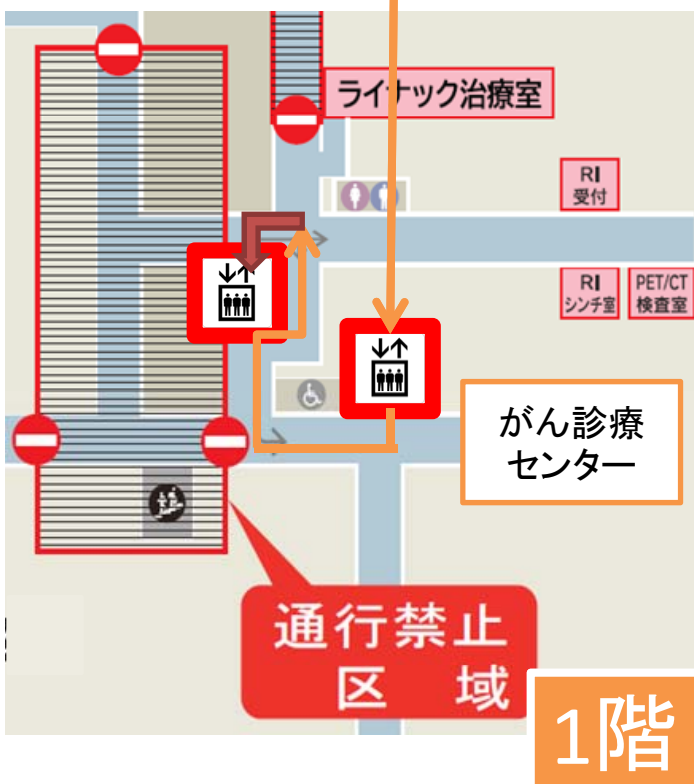 ライナック治療室
RI
受付
RI
シンチ室
PET/CT
検査室
がん診療
センター
通行禁止
区 域
1階